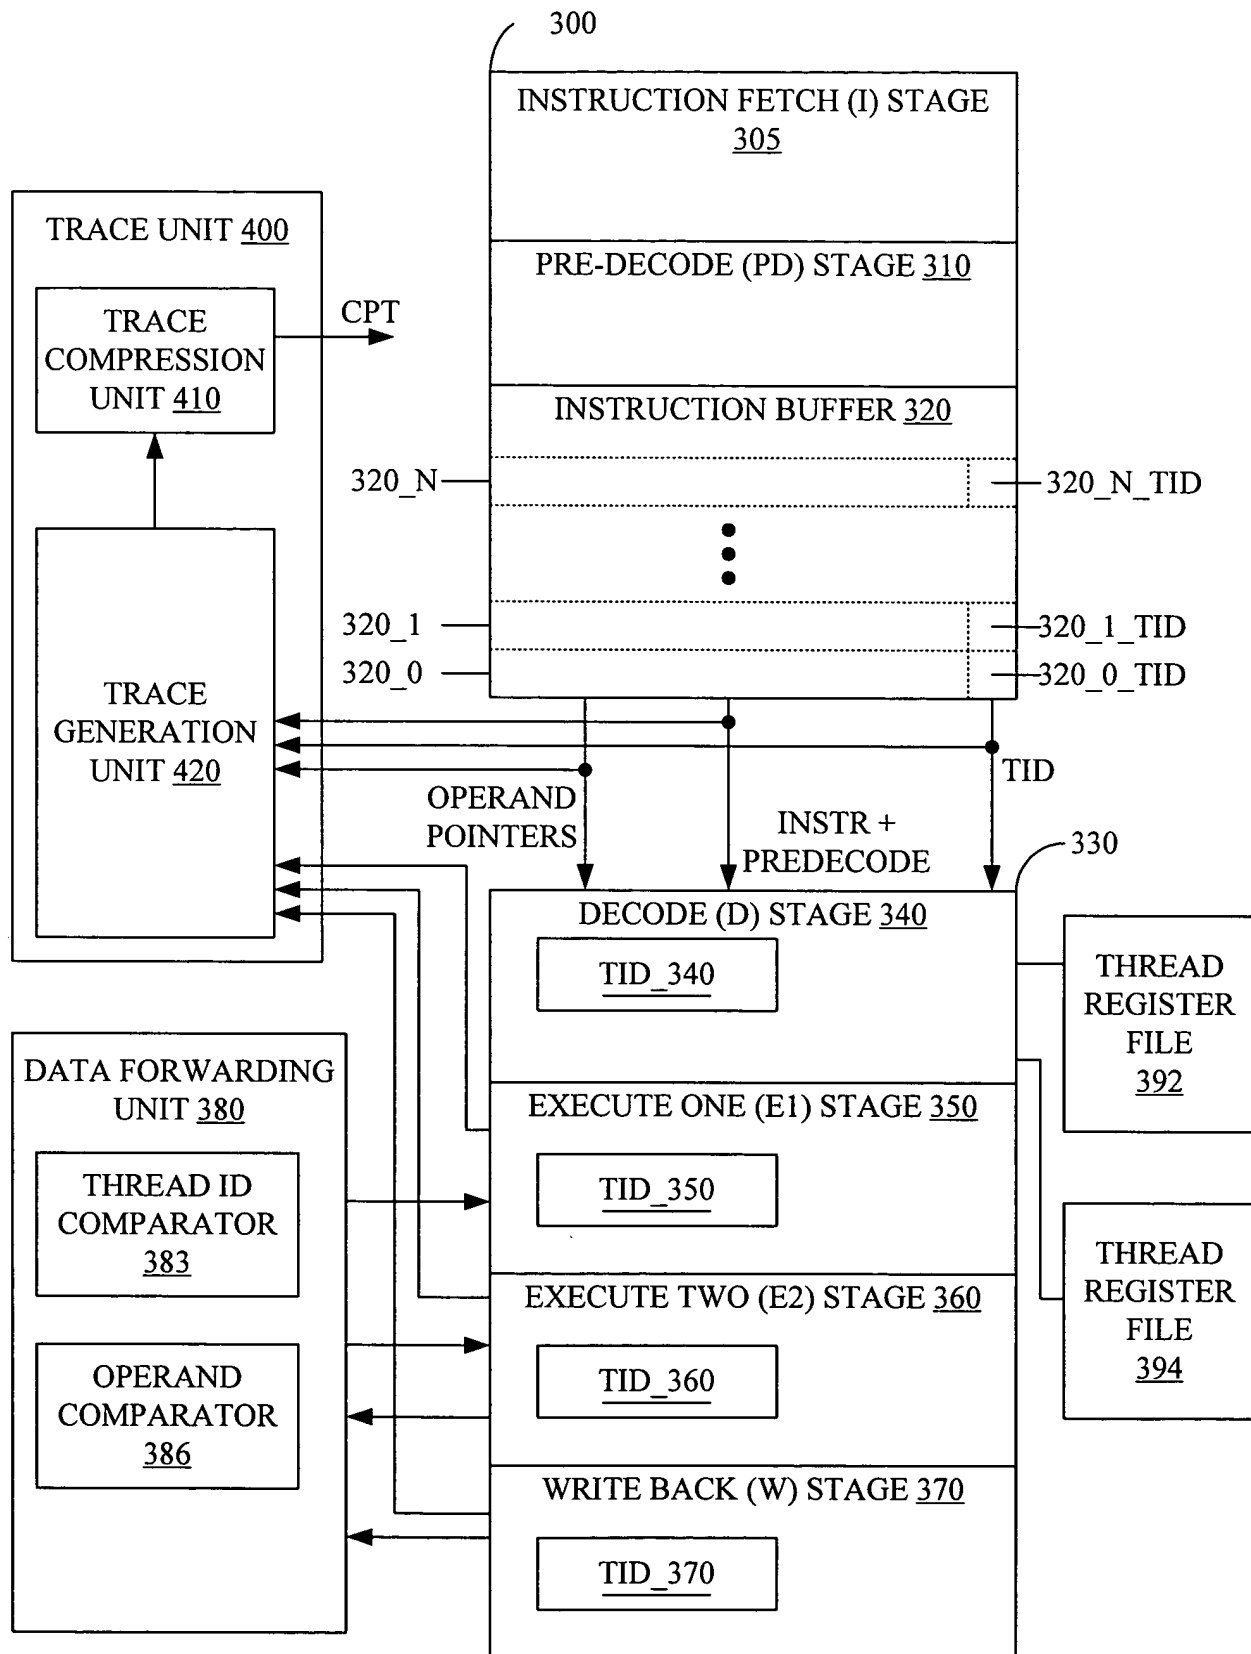 300
INSTRUCTION FETCH (I) STAGE
305
TRACE UNIT 400
PRE-DECODE (PD) STAGE 310
TRACE
COMPRESSION
UNIT 410
CPT
INSTRUCTION BUFFER 320
320_N
320_N_TID
320_1
320_1_TID
320_0
320_0_TID
TRACE
GENERATION
UNIT 420
OPERAND
POINTERS
INSTR +
PREDECODE
TID
330
DECODE (D) STAGE 340
TID_340
THREAD
REGISTER
FILE
392
DATA FORWARDING
UNIT 380
EXECUTE ONE (E1) STAGE 350
TID_350
THREAD ID
COMPARATOR
383
THREAD
REGISTER
FILE
394
EXECUTE TWO (E2) STAGE 360
TID_360
OPERAND
COMPARATOR
386
WRITE BACK (W) STAGE 370
TID_370